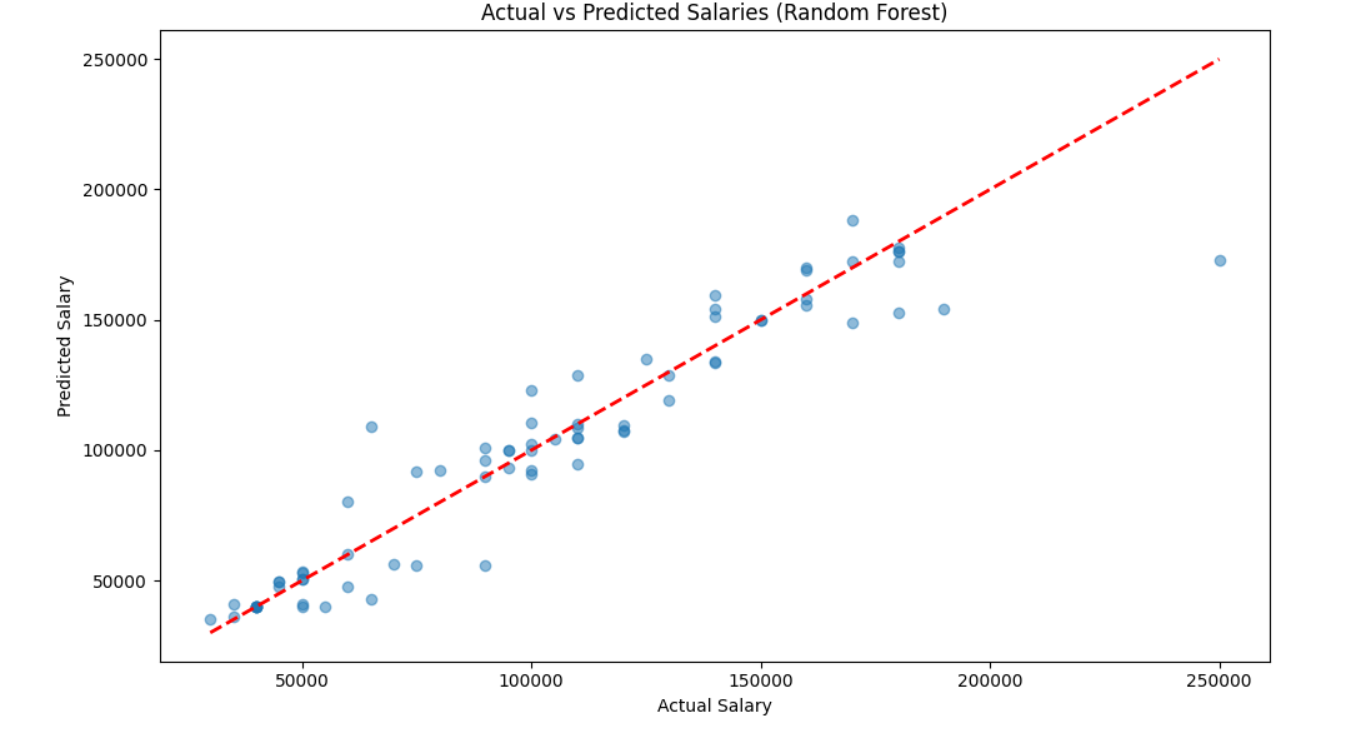 Actual vs Predicted Salaries (Random Forest)
250000
200000
150000
100000
50000
Predicted Salary
50000 100000 150000 200000 250000
Actual Salary